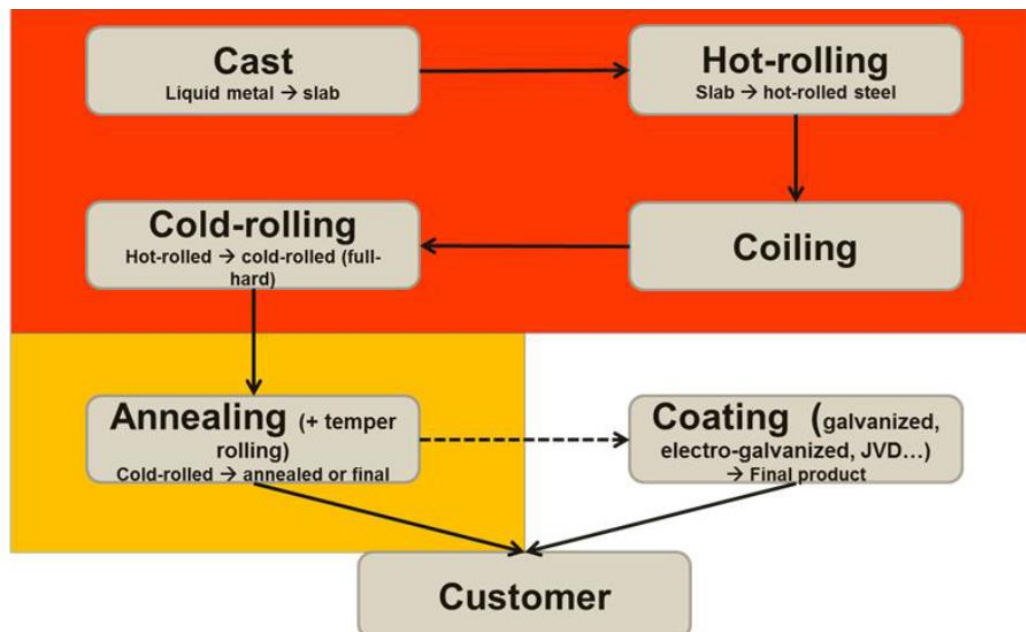 Cast
Liquid metal → slab
Hot-rolling
Slab → hot-rolled steel
Cold-rolling
Hot-rolled → cold-rolled (full-
hard)
Coiling
Annealing (+ temper
rolling)
Cold-rolled → annealed or final
Coating (galvanized,
electro-galvanized, JVD…)
→ Final product
Customer